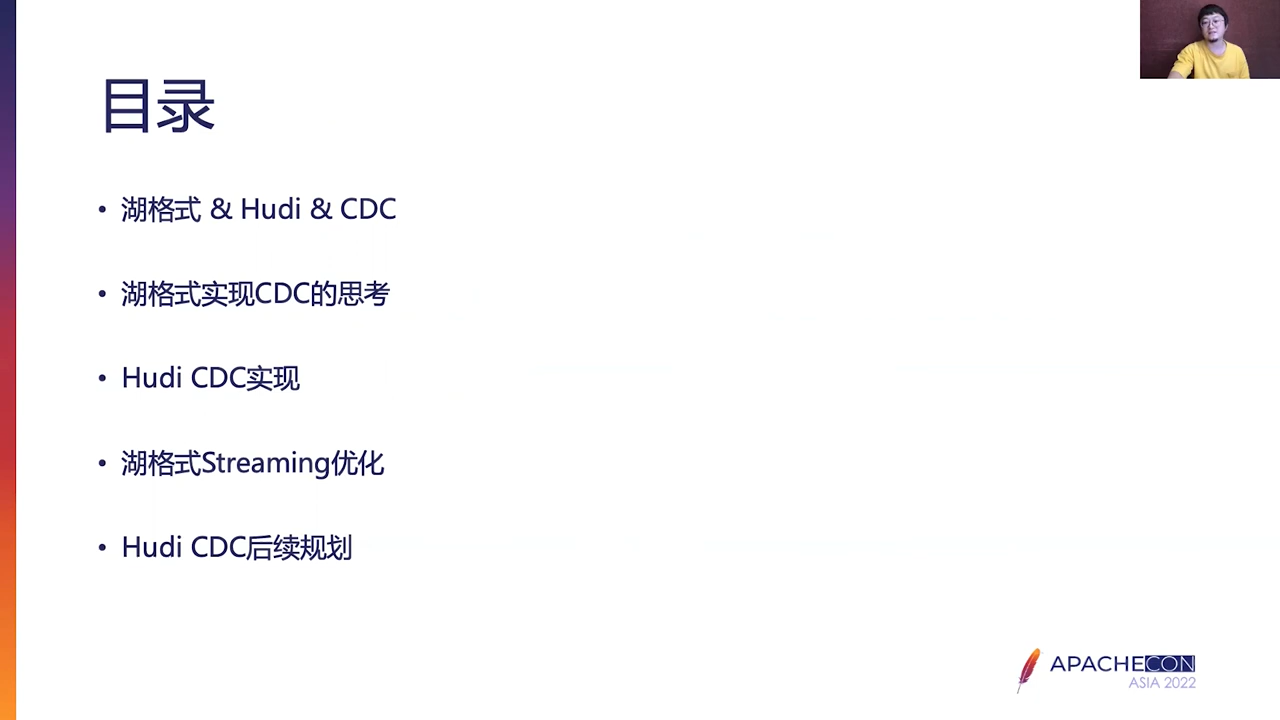 目录
• 湖格式 & Hudi & CDC
• 湖格式实现CDC的思考
• Hudi CDC实现
• 湖格式Streaming优化
• Hudi CDC后续规划
APACHECON
ASIA 2022